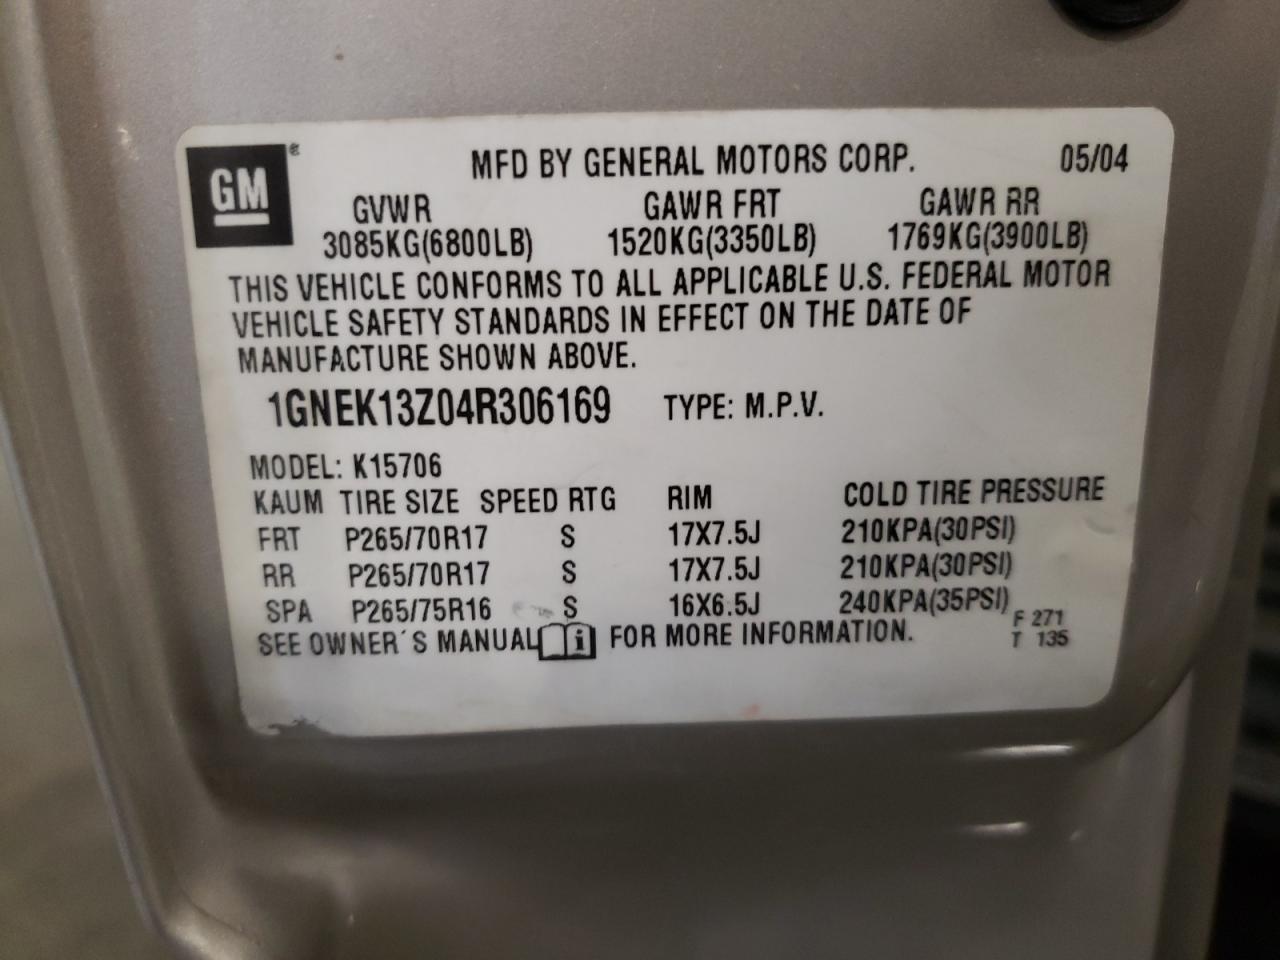 GM®
MFD BY GENERAL MOTORS CORP. 05/04
GVWR GAWR FRT GAWR RR
3085KG(6800LB) 1520KG(3350LB) 1769KG(3900LB)
THIS VEHICLE CONFORMS TO ALL APPLICABLE U.S. FEDERAL MOTOR
VEHICLE SAFETY STANDARDS IN EFFECT ON THE DATE OF
MANUFACTURE SHOWN ABOVE.
1GNEK13Z04R306169 TYPE: M.P.V.
MODEL: K15706
KAUM TIRE SIZE SPEED RTG RIM COLD TIRE PRESSURE
FRT P265/70R17 S 17X7.5J 210KPA(30PSI)
RR P265/70R17 S 17X7.5J 210KPA(30PSI)
SPA P265/75R16 S 16X6.5J 240KPA(35PSI)
SEE OWNER´S MANUAL i FOR MORE INFORMATION.
F 271
T 135